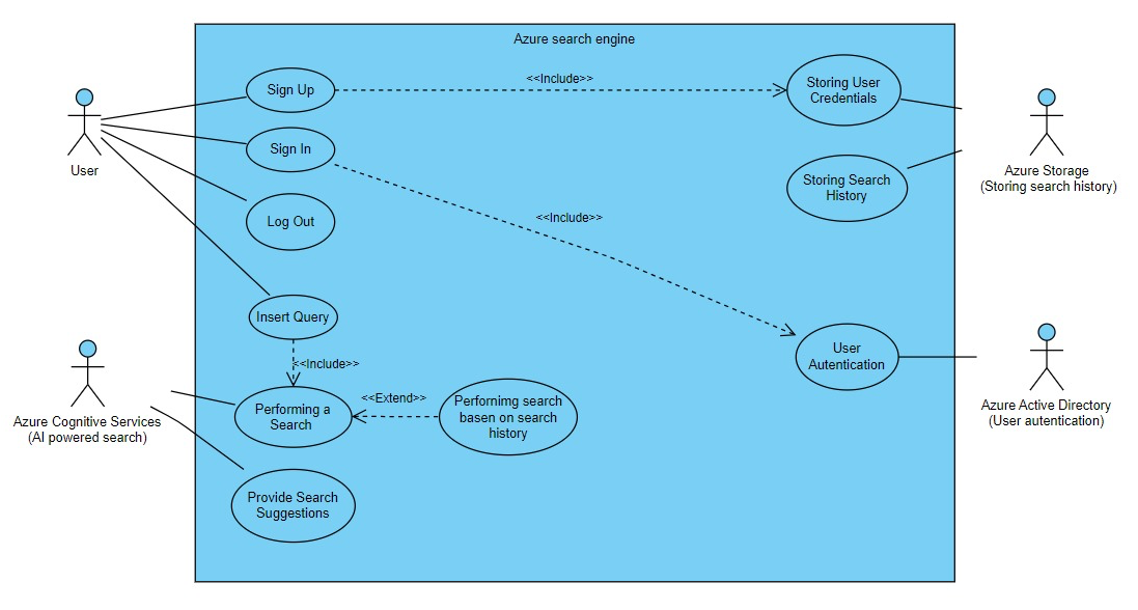 Azure search engine
Sign Up
<<Include>>
Storing User
Credentials
User
Sign In
Azure Storage
(Storing search history)
Storing Search
History
Log Out
<<Include>>
Insert Query
User
Autentication
<<Include>>
Azure Cognitive Services
(AI powered search)
Performing a
Search
<<Extend>>
Perfornimg search
basen on search
history
Azure Active Directory
(User autentication)
Provide Search
Suggestions